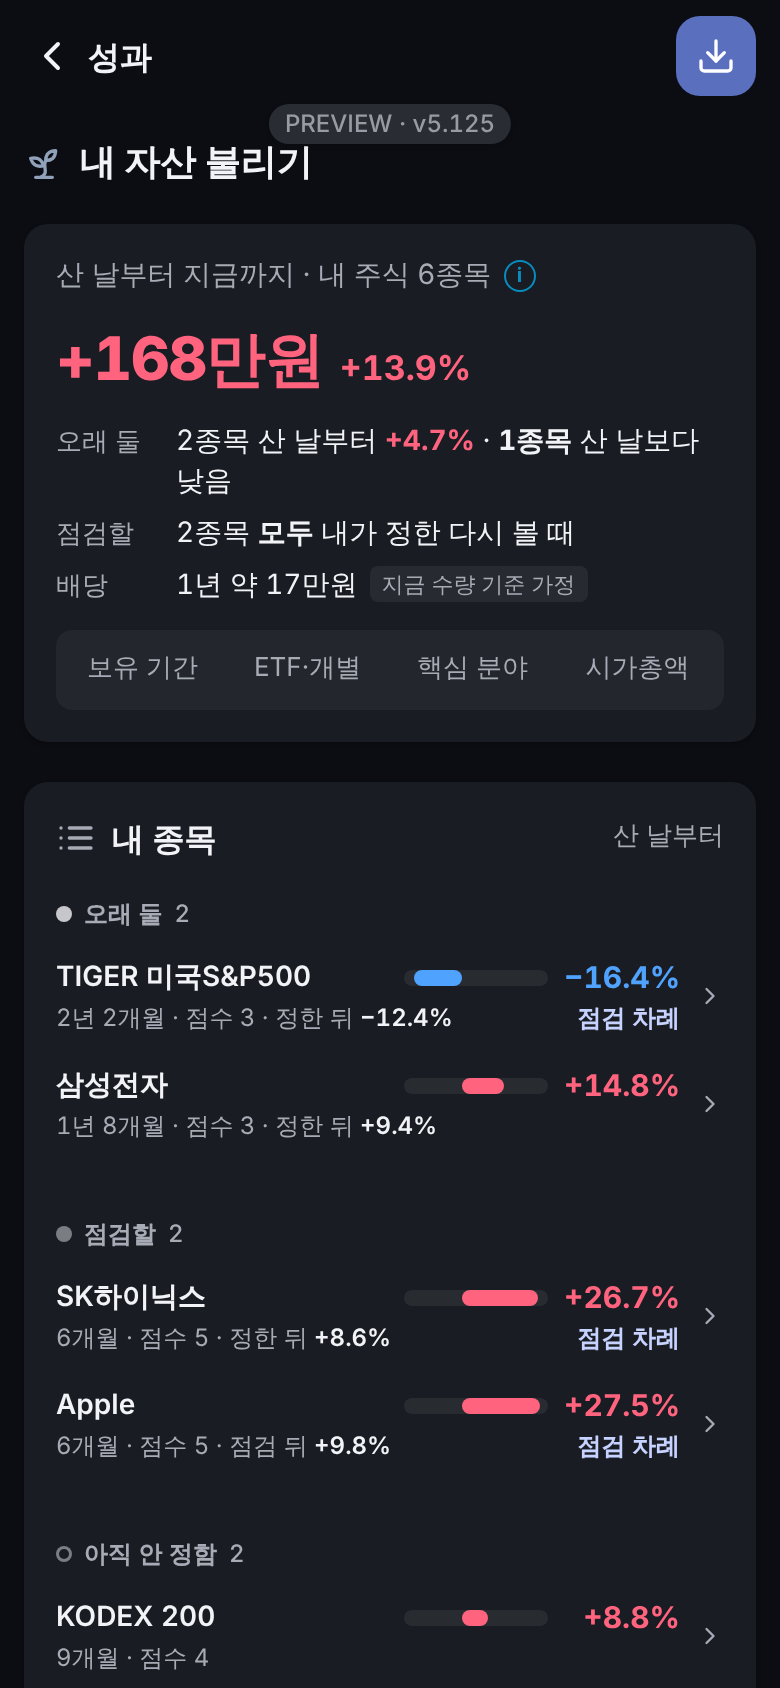 성과
PREVIEW · v5.125
내 자산 불리기
산 날부터 지금까지 · 내 주식 6종목 i
+168만원 +13.9%
오래 둘 2종목 산 날부터 +4.7% · 1종목 산 날보다
낮음
점검할 2종목 모두 내가 정한 다시 볼 때
배당 1년 약 17만원 지금 수량 기준 가정
보유 기간 ETF·개별 핵심 분야 시가총액
내 종목 산 날부터
오래 둘 2
TIGER 미국S&P500 −16.4%
2년 2개월 · 점수 3 · 정한 뒤 −12.4% 점검 차례
삼성전자 +14.8%
1년 8개월 · 점수 3 · 정한 뒤 +9.4%
점검할 2
SK하이닉스 +26.7%
6개월 · 점수 5 · 정한 뒤 +8.6% 점검 차례
Apple +27.5%
6개월 · 점수 5 · 점검 뒤 +9.8% 점검 차례
아직 안 정함 2
KODEX 200 +8.8%
9개월 · 점수 4